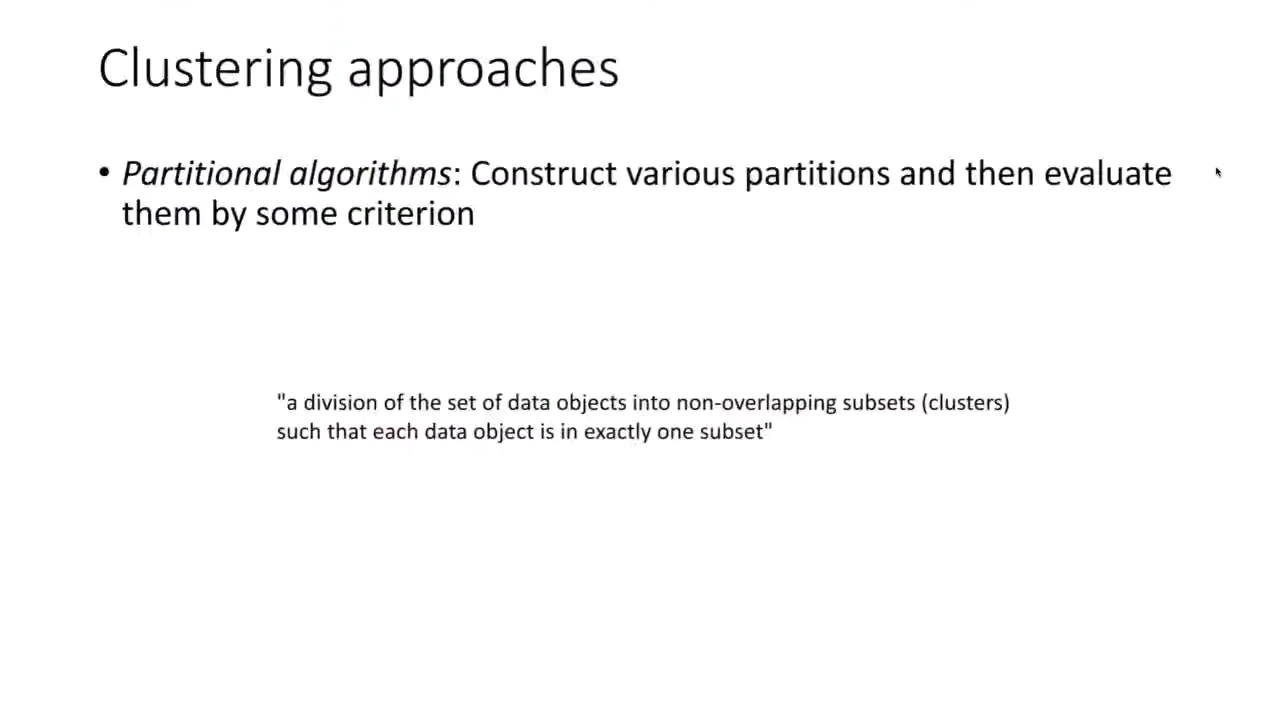 Clustering approaches
• Partitional algorithms: Construct various partitions and then evaluate
them by some criterion
"a division of the set of data objects into non-overlapping subsets (clusters)
such that each data object is in exactly one subset"